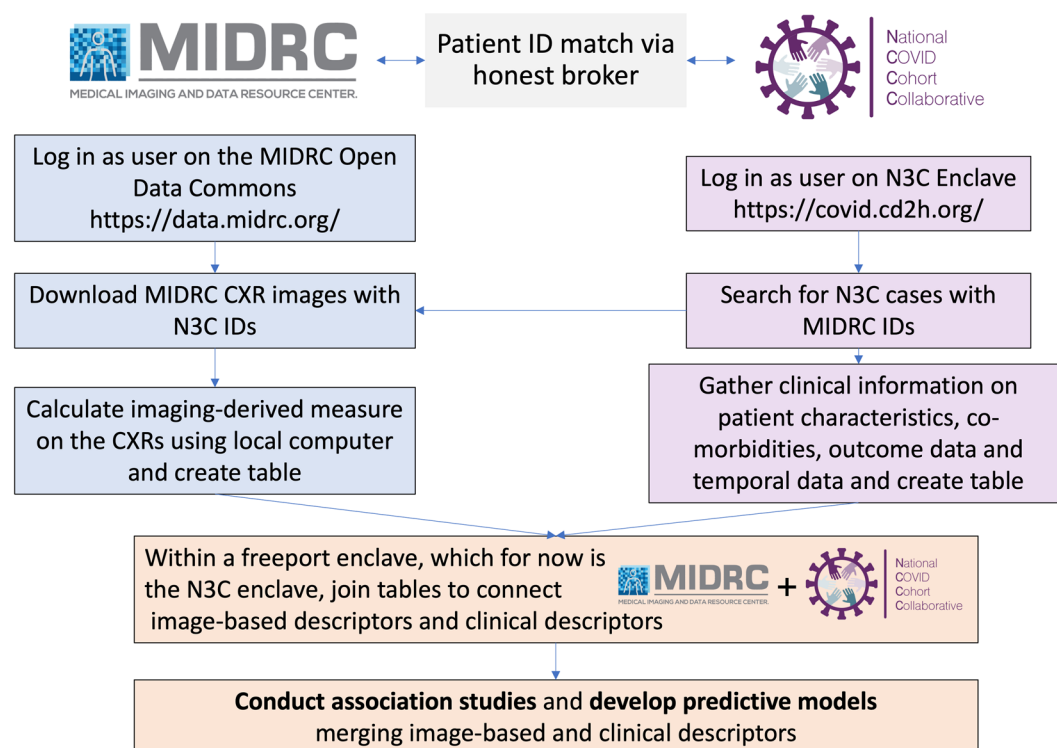 MIDRC
MEDICAL IMAGING AND DATA RESOURCE CENTER.
Patient ID match via
honest broker
National
COVID
Cohort
Collaborative
Log in as user on the MIDRC Open
Data Commons
https://data.midrc.org/
Log in as user on N3C Enclave
https://covid.cd2h.org/
Download MIDRC CXR images with
N3C IDs
Search for N3C cases with
MIDRC IDs
Calculate imaging-derived measure
on the CXRs using local computer
and create table
Gather clinical information on
patient characteristics, co-
morbidities, outcome data and
temporal data and create table
Within a freeport enclave, which for now is
the N3C enclave, join tables to connect
image-based descriptors and clinical descriptors
MIDRC
MEDICAL IMAGING AND DATA RESOURCE CENTER.
+
National
COVID
Cohort
Collaborative
Conduct association studies and develop predictive models
merging image-based and clinical descriptors